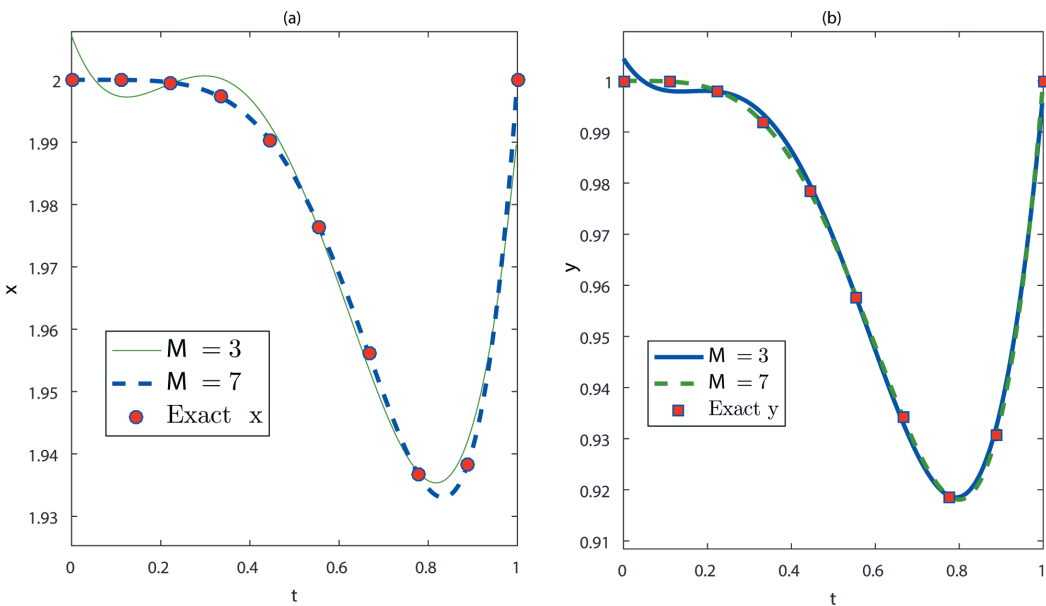 (a)
2
1.99
1.98
1.97
1.96
1.95
1.94
1.93
x
M = 3
M = 7
Exact x
0 0.2 0.4 0.6 0.8 1
t
(b)
1
0.99
0.98
0.97
0.96
0.95
0.94
0.93
0.92
0.91
y
M = 3
M = 7
Exact y
0 0.2 0.4 0.6 0.8 1
t